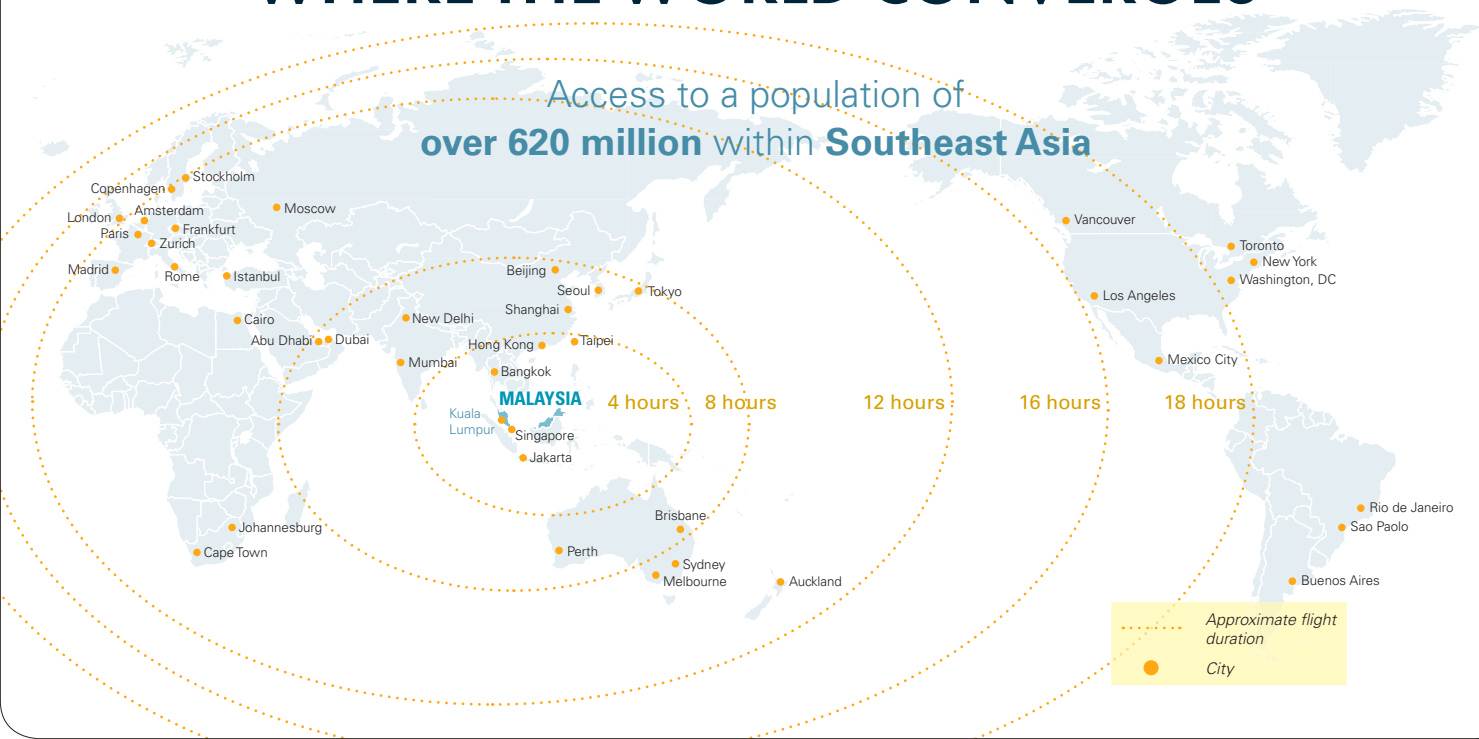 WHERE THE WORLD CONVERGES
Access to a population of
over 620 million within Southeast Asia
Stockholm
Copenhagen
Amsterdam
London
Moscow
Paris
Frankfurt
Zurich
Madrid
Rome
Istanbul
Beijing
Seoul
Tokyo
Shanghai
Cairo
New Delhi
Abu Dhabi
Dubai
Hong Kong
Taipei
Mumbai
Bangkok
MALAYSIA
Kuala
Lumpur
Singapore
Jakarta
4 hours
8 hours
12 hours
16 hours
18 hours
Vancouver
Toronto
New York
Washington, DC
Los Angeles
Mexico City
Johannesburg
Cape Town
Brisbane
Perth
Sydney
Melbourne
Auckland
Rio de Janeiro
Sao Paolo
Buenos Aires
Approximate flight
duration
City